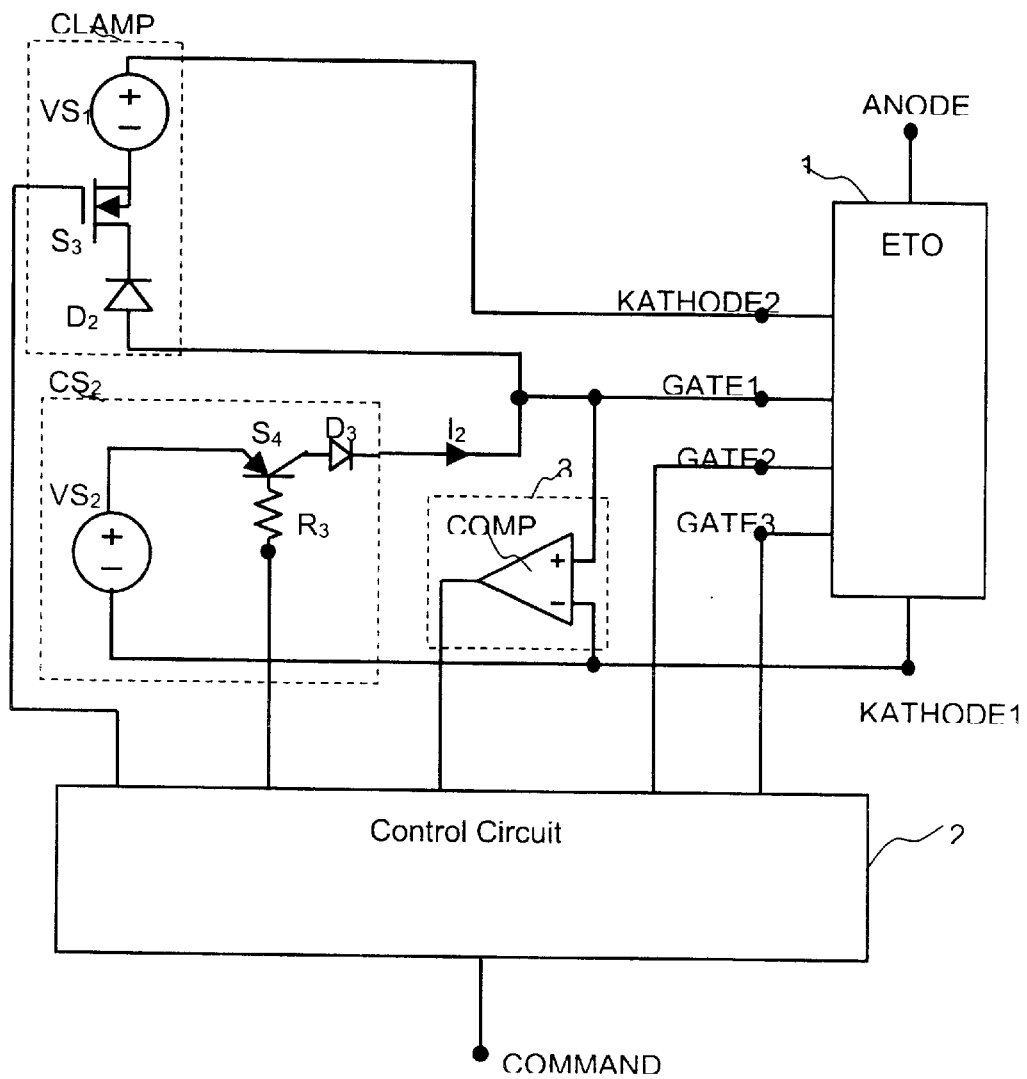 CLAMP
VS1
+
−
ANODE
1
S3
ETO
KATHODE2
D2
CS2
GATE1
S4
D3
I2
GATE2
3
VS2
R3
COMP
GATE3
+
−
+
−
KATHODE1
Control Circuit
2
COMMAND